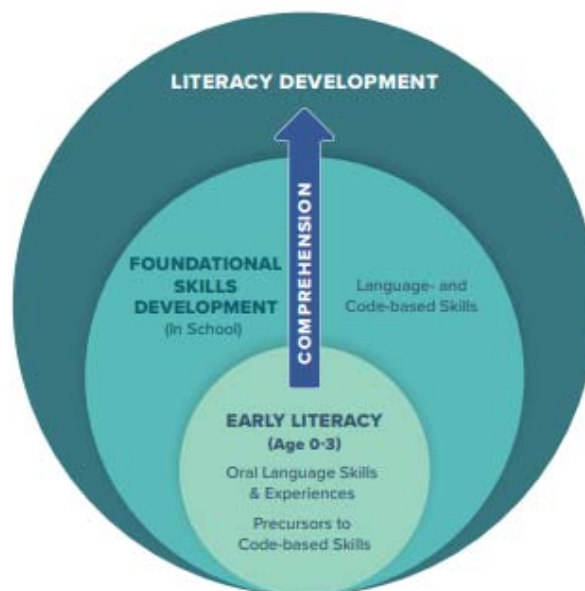 LITERACY DEVELOPMENT
COMPREHENSION
FOUNDATIONAL
SKILLS
DEVELOPMENT
(In School)
Language- and
Code-based Skills
EARLY LITERACY
(Age 0-3)
Oral Language Skills
& Experiences
Precursors to
Code-based Skills